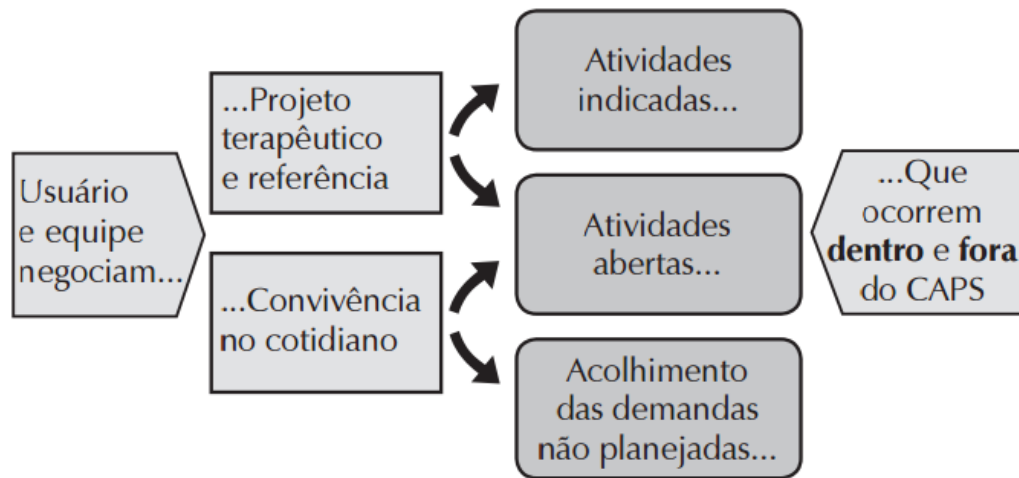 Usuário
e equipe
negociam...
...Projeto
terapêutico
e referência
...Convivência
no cotidiano
Atividades
indicadas...
Atividades
abertas...
Acolhimento
das demandas
não planejadas...
...Que
ocorrem
dentro e fora
do CAPS